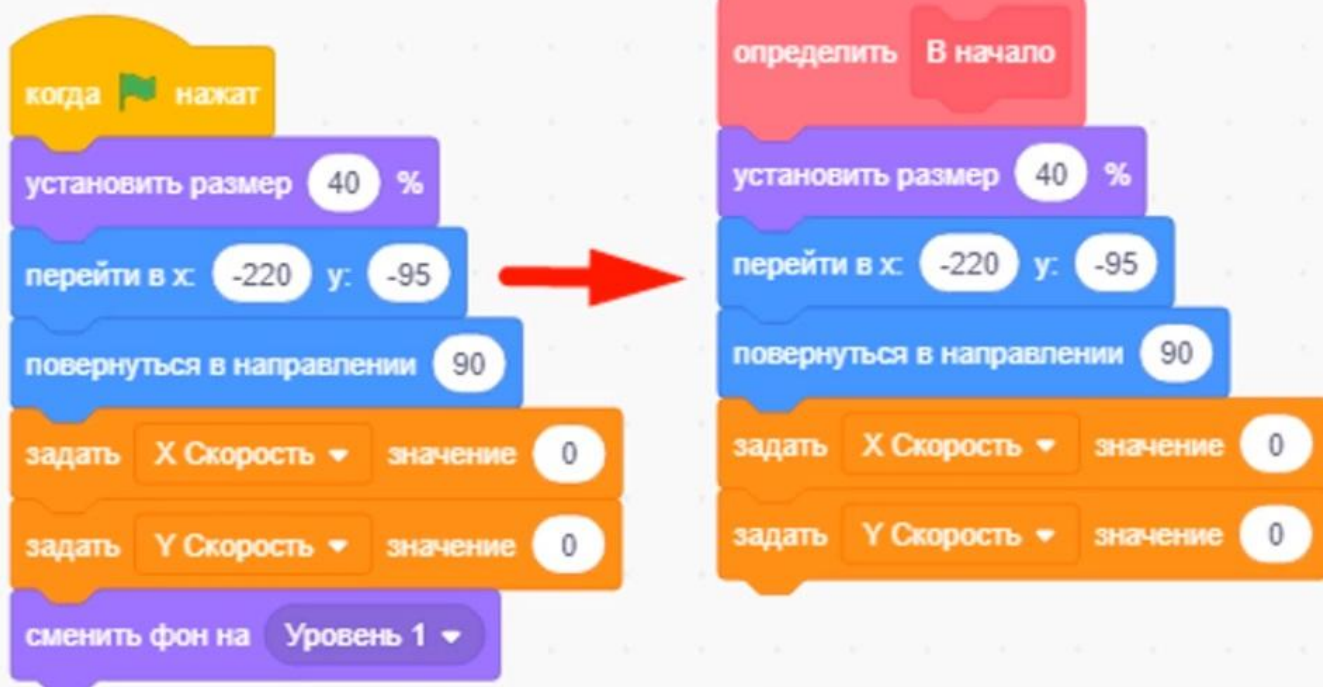 когда нажат
установить размер 40 %
перейти в x: -220 y: -95
повернуться в направлении 90
задать X Скорость значение 0
задать Y Скорость значение 0
сменить фон на Уровень 1
определить В начало
установить размер 40 %
перейти в x: -220 y: -95
повернуться в направлении 90
задать X Скорость значение 0
задать Y Скорость значение 0